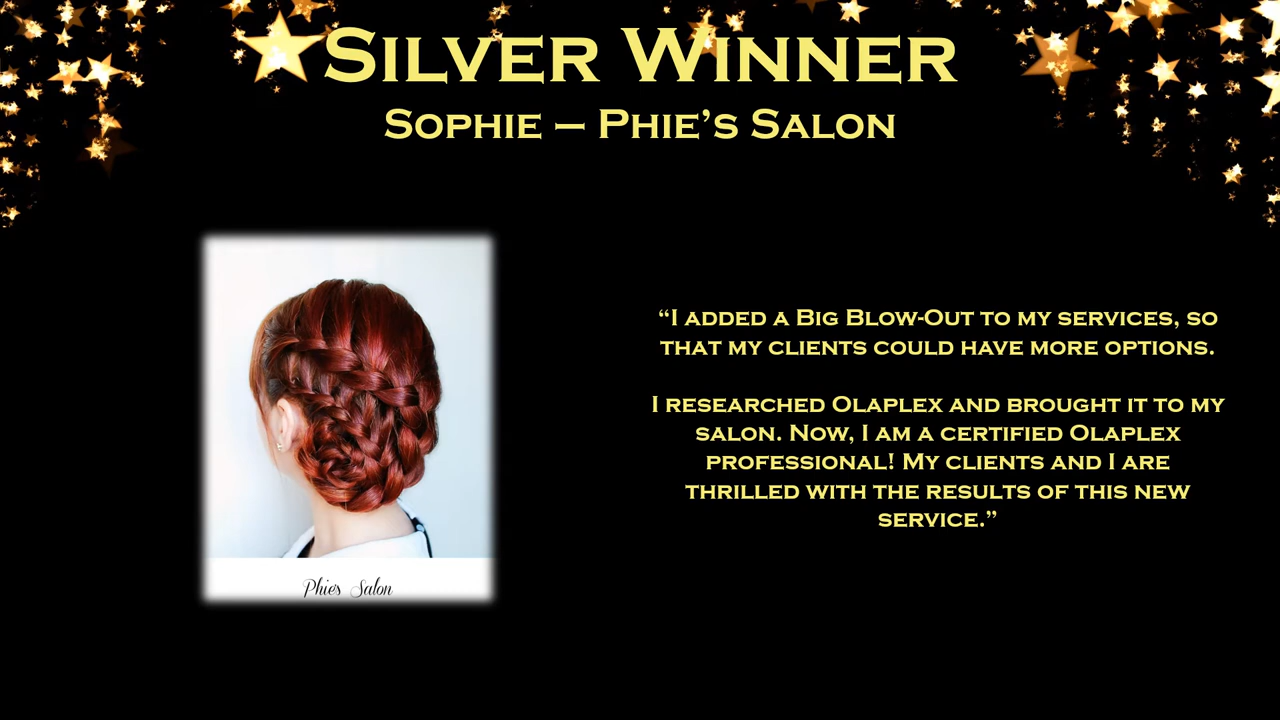 Silver Winner
Sophie – Phie’s Salon
“I added a Big Blow-Out to my services, so
that my clients could have more options.
I researched Olaplex and brought it to my
salon. Now, I am a certified Olaplex
professional! My clients and I are
thrilled with the results of this new
service.”
Phie's Salon